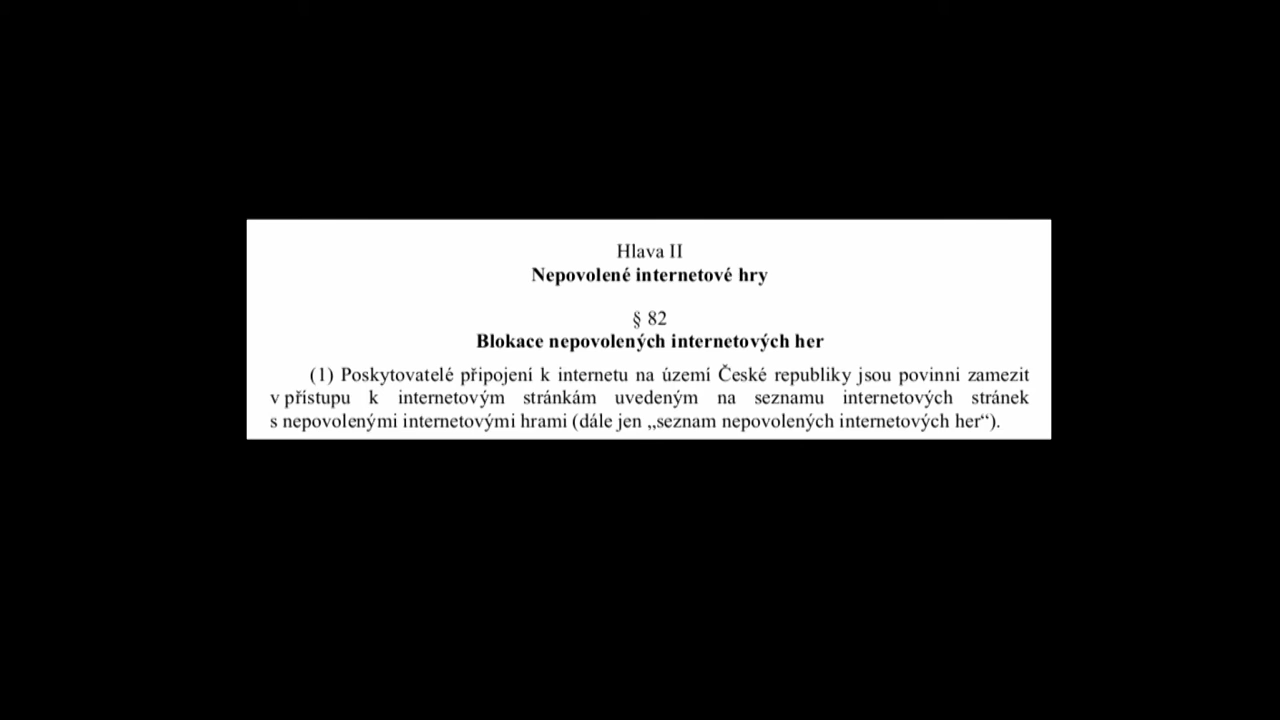 Hlava II
Nepovolené internetové hry
§ 82
Blokace nepovolených internetových her
(1) Poskytovatelé připojení k internetu na území České republiky jsou povinni zamezit
v přístupu k internetovým stránkám uvedeným na seznamu internetových stránek
s nepovolenými internetovými hrami (dále jen „seznam nepovolených internetových her“).